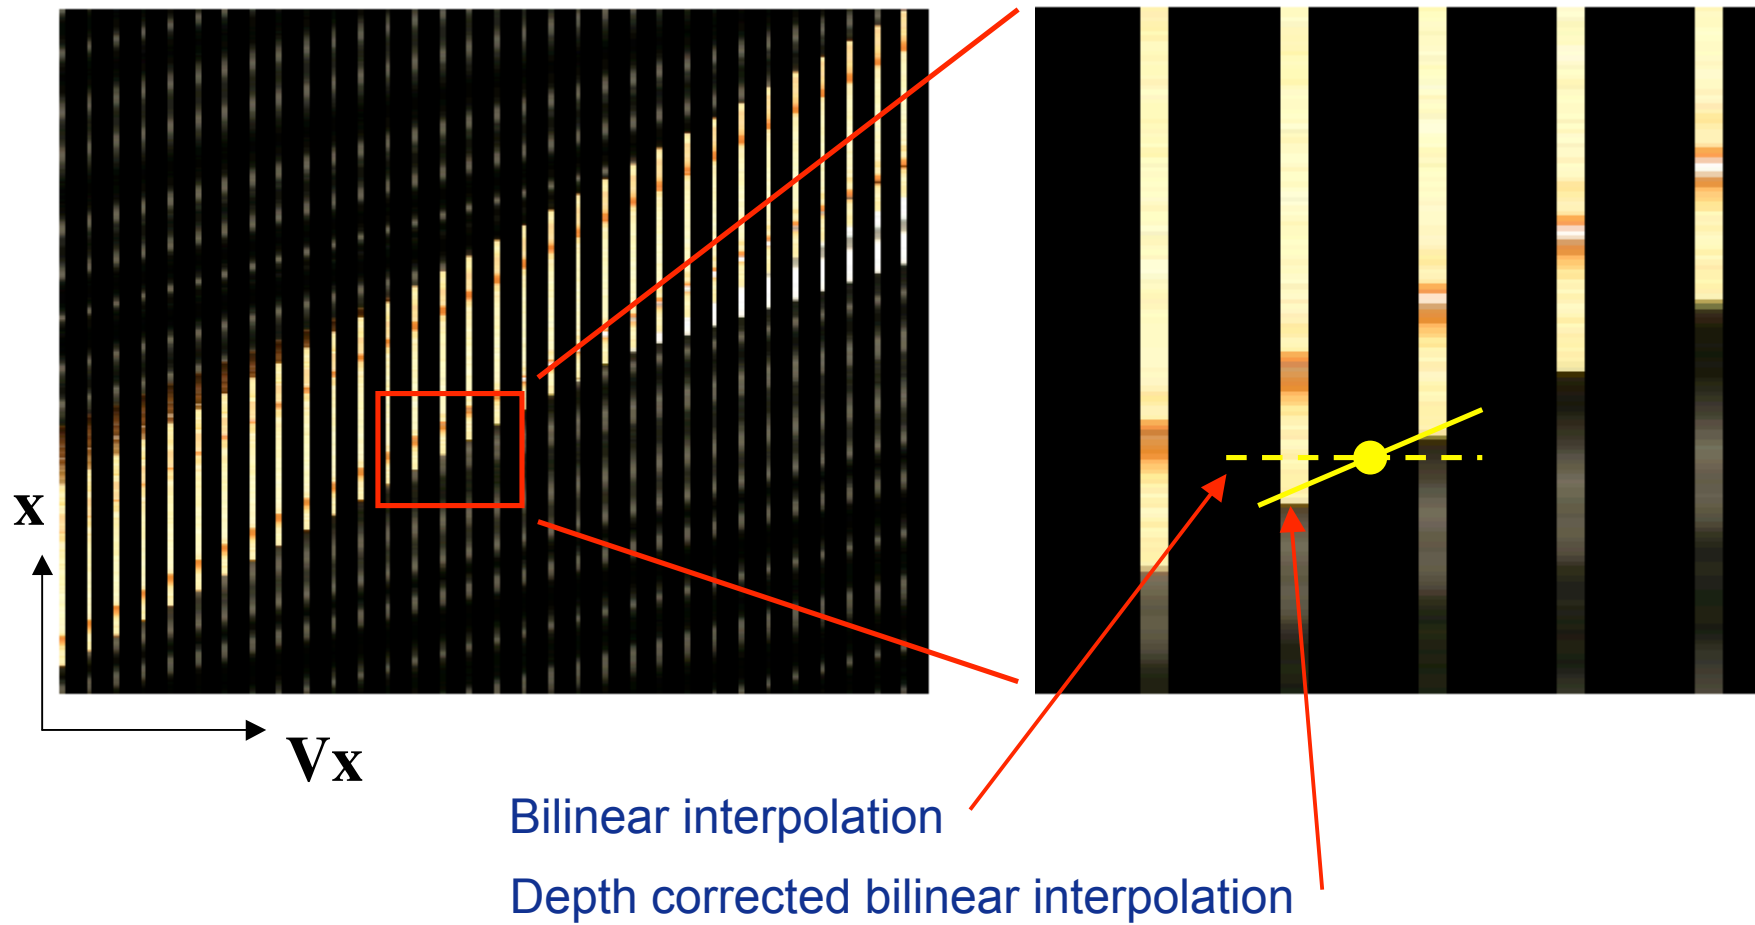 x
Vx
Bilinear interpolation
Depth corrected bilinear interpolation